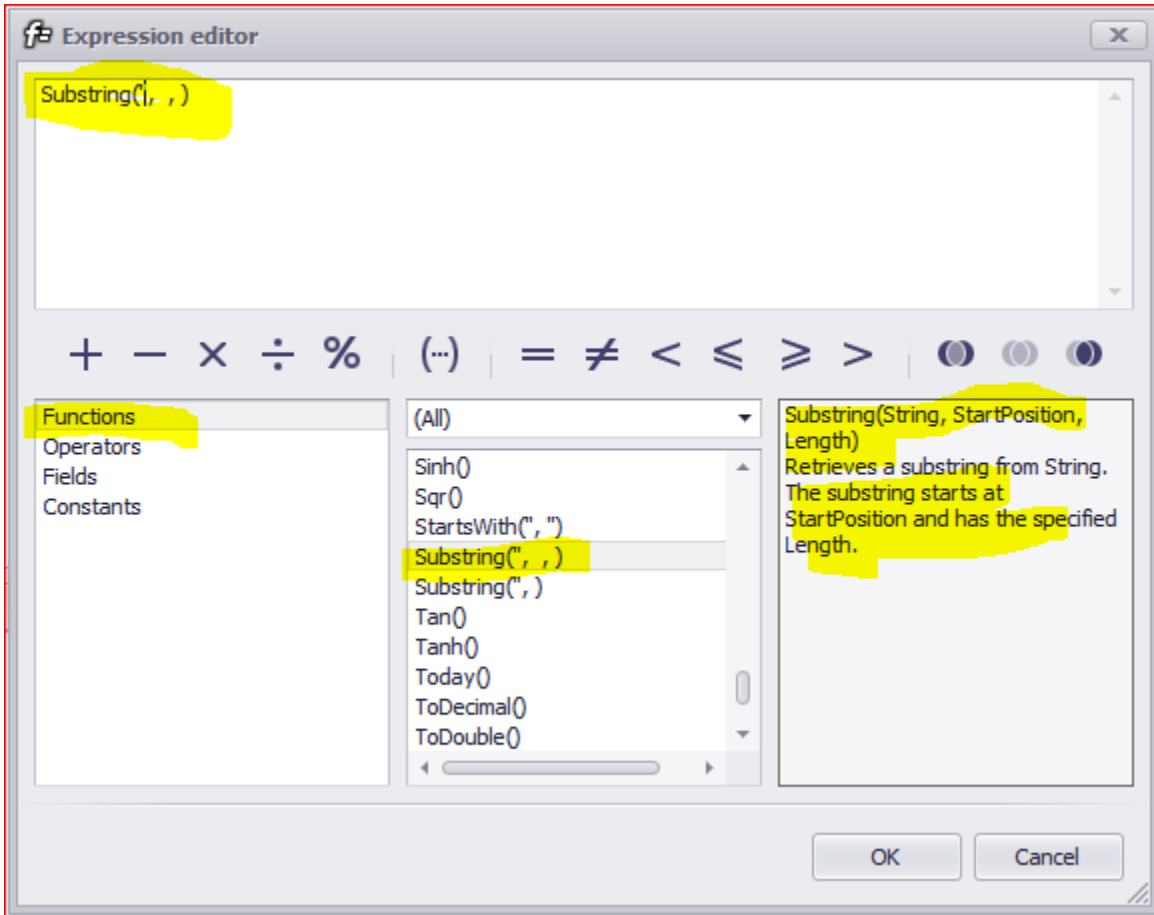 Expression editor
Substring('', , )
+ − × ÷ % (···) = ≠ < ≤ ≥ >
Functions
Operators
Fields
Constants
(All)
Sinh()
Sqr()
StartsWith('', '')
Substring('', , )
Substring('', )
Tan()
Tanh()
Today()
ToDecimal()
ToDouble()
Substring(String, StartPosition,
Length)
Retrieves a substring from String.
The substring starts at
StartPosition and has the specified
Length.
OK Cancel